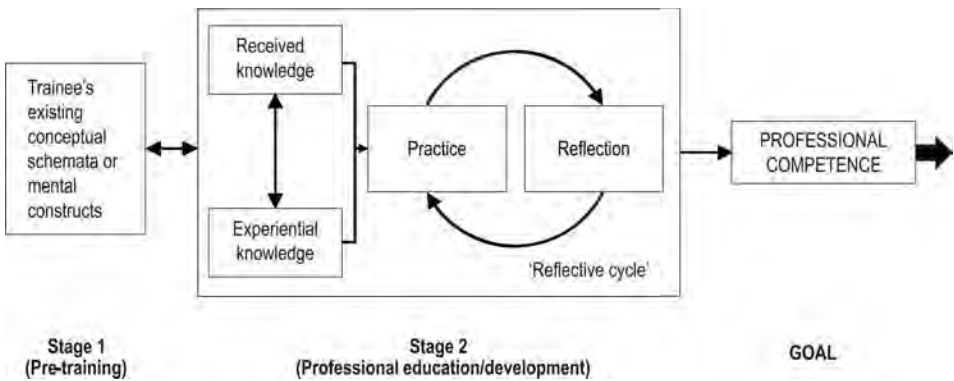 Trainee's
existing
conceptual
schemata or
mental
constructs
Received
knowledge
Experiential
knowledge
Practice
Reflection
'Reflective cycle'
PROFESSIONAL
COMPETENCE
Stage 1
(Pre-training)
Stage 2
(Professional education/development)
GOAL